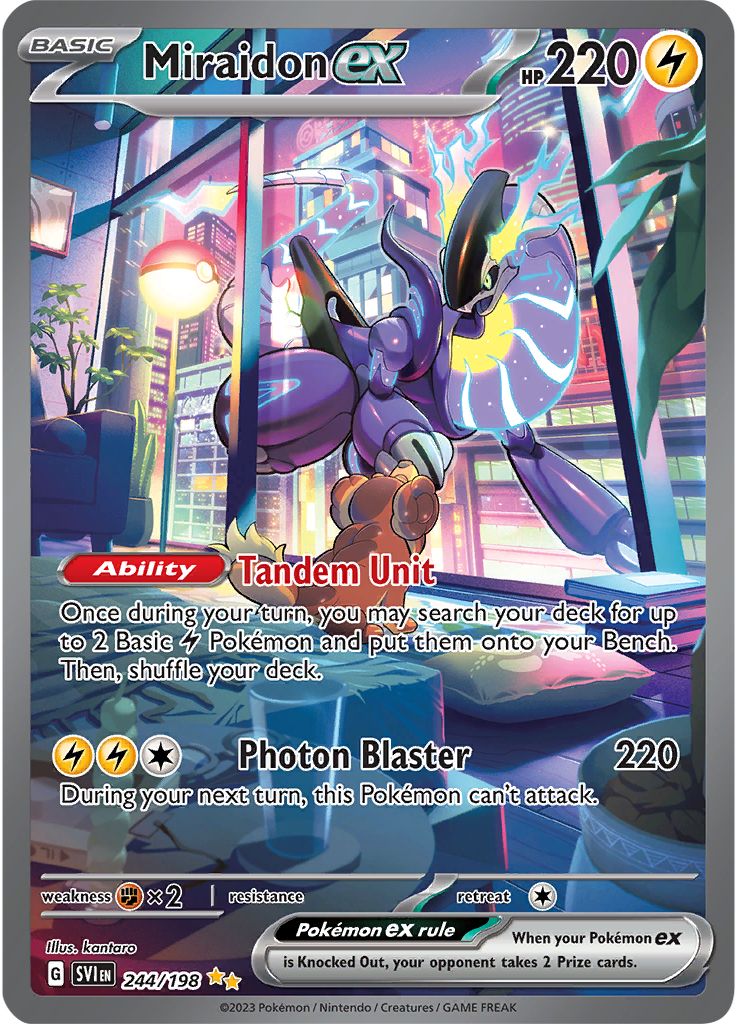 BASIC
Miraidon ex
HP 220
Ability Tandem Unit
Once during your turn, you may search your deck for up
to 2 Basic Pokémon and put them onto your Bench.
Then, shuffle your deck.
Photon Blaster 220
During your next turn, this Pokémon can't attack.
weakness ×2 resistance retreat
Pokémon ex rule When your Pokémon ex
is Knocked Out, your opponent takes 2 Prize cards.
Illus. kantaro
G SVI EN 244/198
©2023 Pokémon / Nintendo / Creatures / GAME FREAK